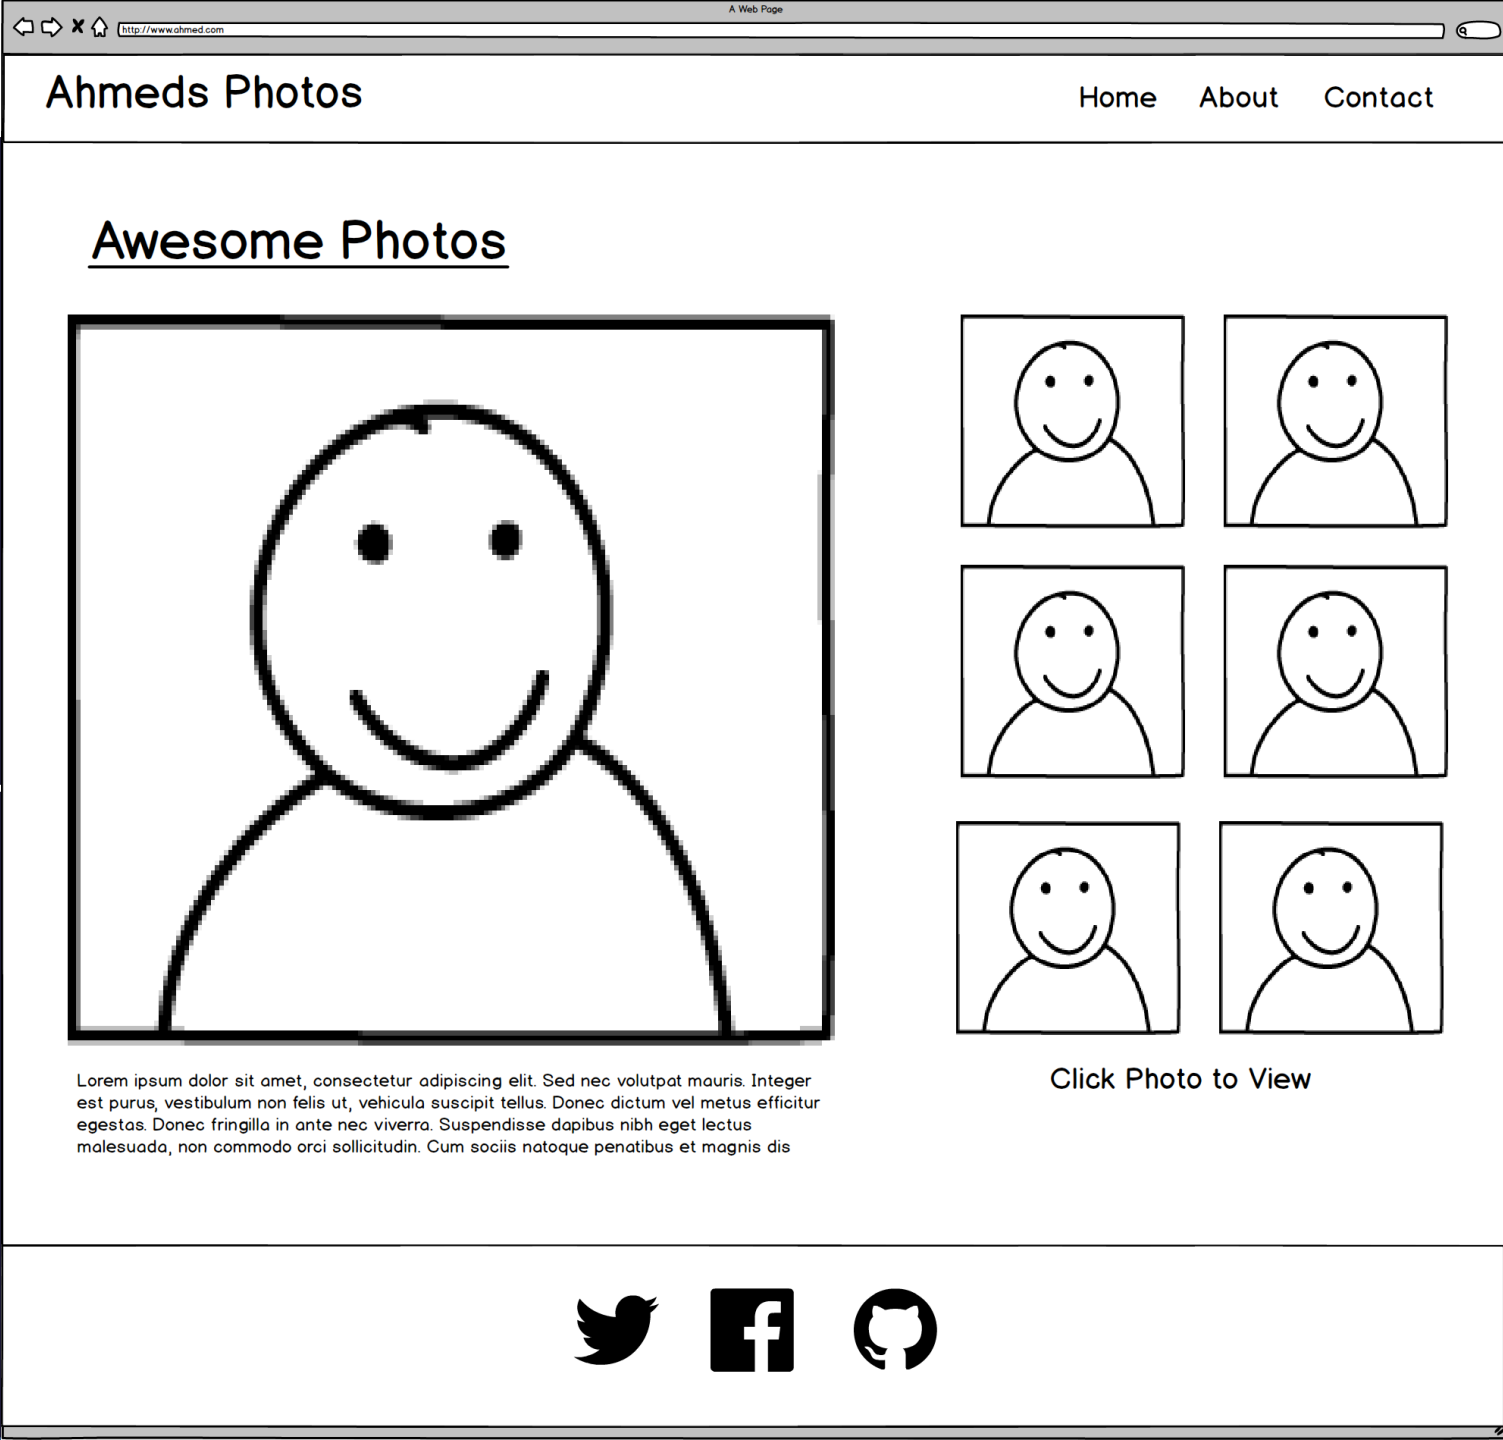 A Web Page
http://www.ahmed.com
Ahmeds Photos
Home About Contact
Awesome Photos
Lorem ipsum dolor sit amet, consectetur adipiscing elit. Sed nec volutpat mauris. Integer
est purus, vestibulum non felis ut, vehicula suscipit tellus. Donec dictum vel metus efficitur
egestas. Donec fringilla in ante nec viverra. Suspendisse dapibus nibh eget lectus
malesuada, non commodo orci sollicitudin. Cum sociis natoque penatibus et magnis dis
Click Photo to View